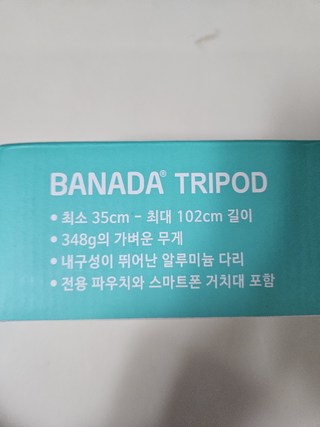 BANADA® TRIPOD
• 최소 35cm - 최대 102cm 길이
• 348g의 가벼운 무게
• 내구성이 뛰어난 알루미늄 다리
• 전용 파우치와 스마트폰 거치대 포함